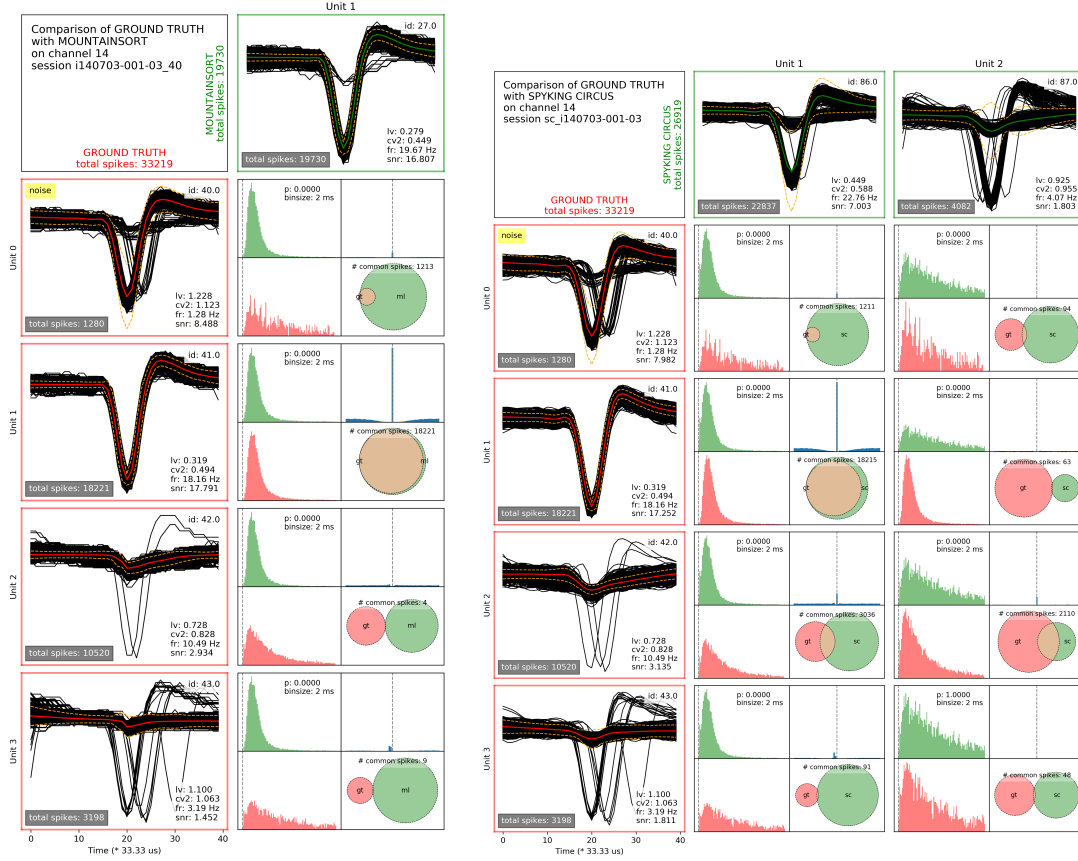 Unit 1
Comparison of GROUND TRUTH
with MOUNTAINSORT
on channel 14
session i140703-001-03_40
MOUNTAINSORT
total spikes: 19730
GROUND TRUTH
total spikes: 33219
id: 27.0
lv: 0.279
cv2: 0.449
fr: 19.67 Hz
snr: 16.807
total spikes: 19730
Unit 0
noise
id: 40.0
lv: 1.228
cv2: 1.123
fr: 1.28 Hz
snr: 8.488
total spikes: 1280
p: 0.0000
binsize: 2 ms
# common spikes: 1213
gt
ml
Unit 1
id: 41.0
lv: 0.319
cv2: 0.494
fr: 18.16 Hz
snr: 17.791
total spikes: 18221
p: 0.0000
binsize: 2 ms
# common spikes: 18221
gt
ml
Unit 2
id: 42.0
lv: 0.728
cv2: 0.828
fr: 10.49 Hz
snr: 2.934
total spikes: 10520
p: 0.0000
binsize: 2 ms
# common spikes: 4
gt
ml
Unit 3
id: 43.0
lv: 1.100
cv2: 1.063
fr: 3.19 Hz
snr: 1.452
total spikes: 3198
p: 0.0000
binsize: 2 ms
# common spikes: 9
gt
ml
0 10 20 30 40
Time (* 33.33 us)
Unit 1
Unit 2
Comparison of GROUND TRUTH
with SPYKING CIRCUS
on channel 14
session sc_i140703-001-03
SPYKING CIRCUS
total spikes: 26919
GROUND TRUTH
total spikes: 33219
id: 86.0
lv: 0.449
cv2: 0.588
fr: 22.76 Hz
snr: 7.003
total spikes: 22837
id: 87.0
lv: 0.925
cv2: 0.955
fr: 4.07 Hz
snr: 1.803
total spikes: 4082
Unit 0
noise
id: 40.0
lv: 1.228
cv2: 1.123
fr: 1.28 Hz
snr: 7.982
total spikes: 1280
p: 0.0000
binsize: 2 ms
# common spikes: 1211
gt
sc
p: 0.0000
binsize: 2 ms
# common spikes: 94
gt
sc
Unit 1
id: 41.0
lv: 0.319
cv2: 0.494
fr: 18.16 Hz
snr: 17.252
total spikes: 18221
p: 0.0000
binsize: 2 ms
# common spikes: 18215
gt
sc
p: 0.0000
binsize: 2 ms
# common spikes: 63
gt
sc
Unit 2
id: 42.0
lv: 0.728
cv2: 0.828
fr: 10.49 Hz
snr: 3.135
total spikes: 10520
p: 0.0000
binsize: 2 ms
# common spikes: 3036
gt
sc
p: 0.0000
binsize: 2 ms
# common spikes: 2110
gt
sc
Unit 3
id: 43.0
lv: 1.100
cv2: 1.063
fr: 3.19 Hz
snr: 1.811
total spikes: 3198
p: 0.0000
binsize: 2 ms
# common spikes: 91
gt
sc
p: 1.0000
binsize: 2 ms
# common spikes: 48
gt
sc
0 10 20 30 40
Time (* 33.33 us)